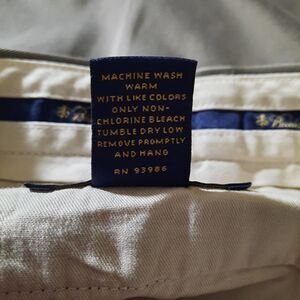 MACHINE WASH
WARM
WITH LIKE COLORS
ONLY NON-
CHLORINE BLEACH
TUMBLE DRY LOW
REMOVE PROMPTLY
AND HANG
RN 93986